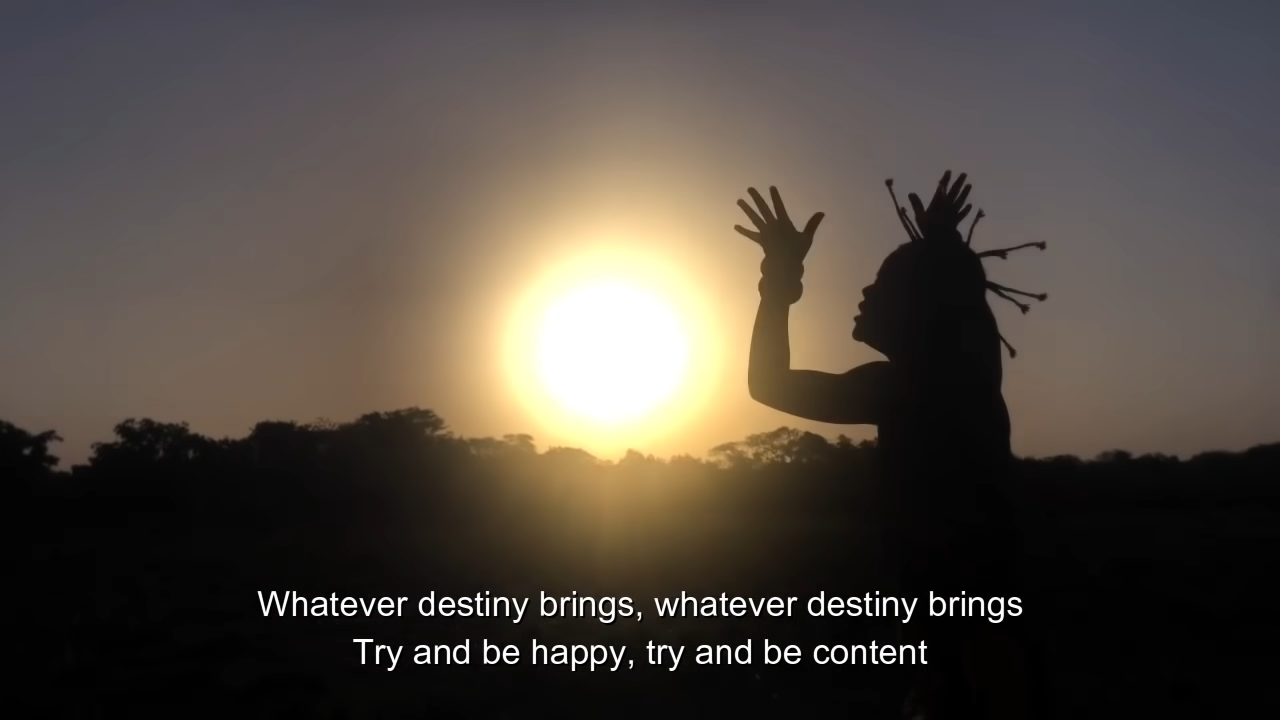 Whatever destiny brings, whatever destiny brings
Try and be happy, try and be content